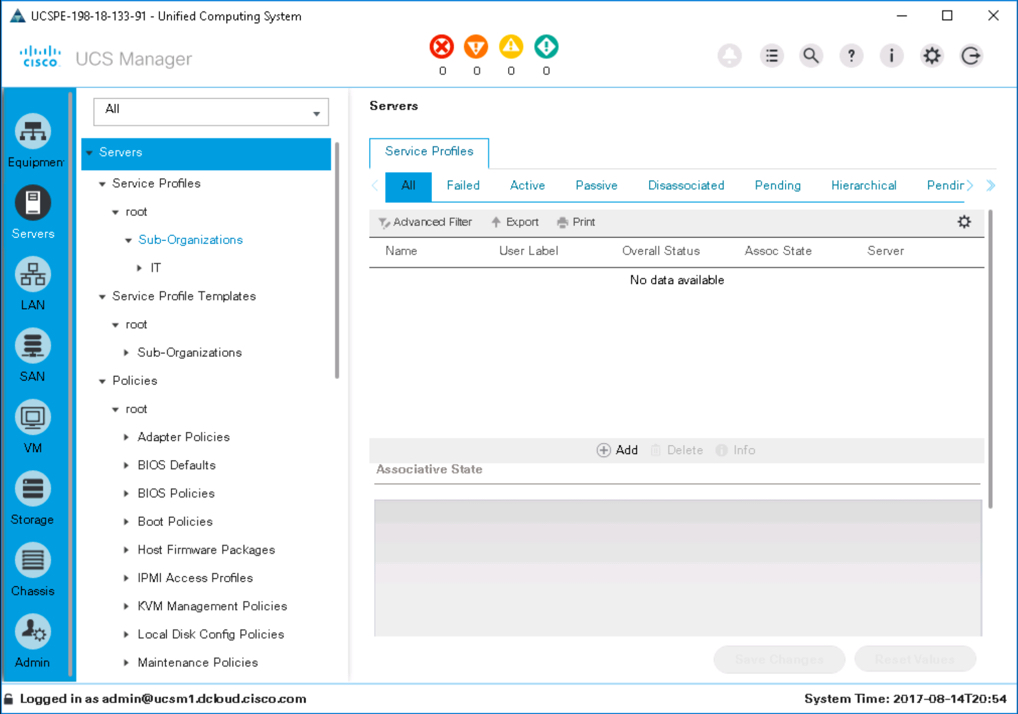 UCSPE-198-18-133-91 - Unified Computing System
CISCO UCS Manager
0 0 0 0
All
Equipmen
Servers
LAN
SAN
VM
Storage
Chassis
Admin
Servers
Service Profiles
root
Sub-Organizations
IT
Service Profile Templates
root
Sub-Organizations
Policies
root
Adapter Policies
BIOS Defaults
BIOS Policies
Boot Policies
Host Firmware Packages
IPMI Access Profiles
KVM Management Policies
Local Disk Config Policies
Maintenance Policies
Servers
Service Profiles
All Failed Active Passive Disassociated Pending Hierarchical Pendin
Advanced Filter Export Print
Name User Label Overall Status Assoc State Server
No data available
Add Delete Info
Associative State
Save Changes Reset Values
Logged in as admin@ucsm1.dcloud.cisco.com System Time: 2017-08-14T20:54